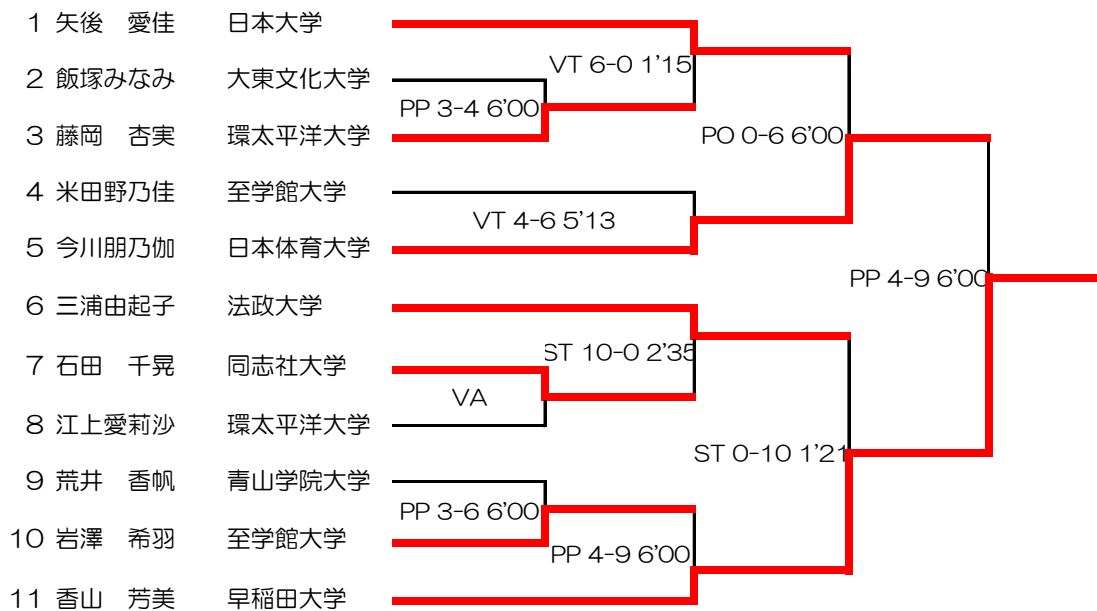 1 矢後 愛佳 日本大学
VT 6-0 1'15
2 飯塚みなみ 大東文化大学
PP 3-4 6'00
3 藤岡 杏実 環太平洋大学
PO 0-6 6'00
4 米田野乃佳 至学館大学
VT 4-6 5'13
5 今川朋乃伽 日本体育大学
PP 4-9 6'00
6 三浦由起子 法政大学
ST 10-0 2'35
7 石田 千晃 同志社大学
VA
8 江上愛莉沙 環太平洋大学
ST 0-10 1'21
9 荒井 香帆 青山学院大学
PP 3-6 6'00
10 岩澤 希羽 至学館大学
PP 4-9 6'00
11 香山 芳美 早稲田大学